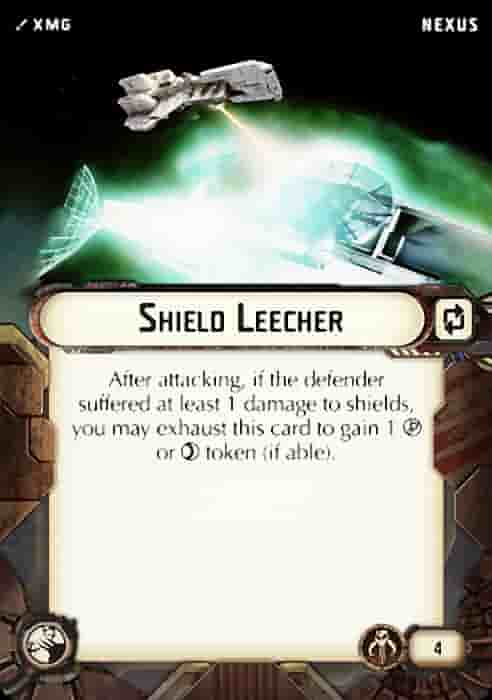 XMG
NEXUS
SHIELD LEECHER
After attacking, if the defender
suffered at least 1 damage to shields,
you may exhaust this card to gain 1
or token (if able).
4